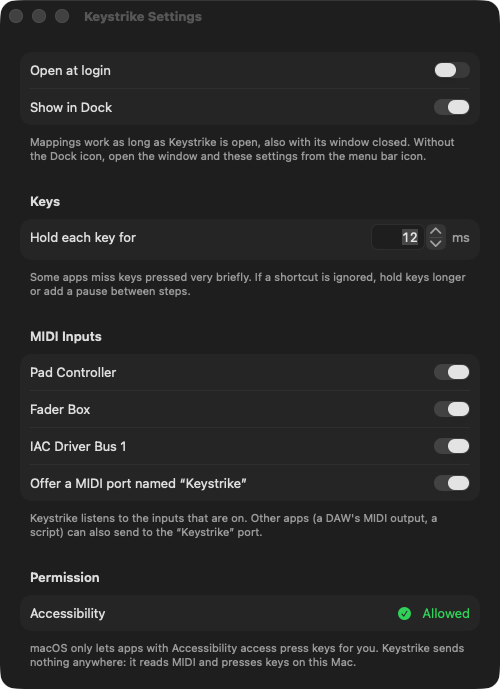 Keystrike Settings
Open at login
Show in Dock
Mappings work as long as Keystrike is open, also with its window closed. Without
the Dock icon, open the window and these settings from the menu bar icon.
Keys
Hold each key for 12 ms
Some apps miss keys pressed very briefly. If a shortcut is ignored, hold keys longer
or add a pause between steps.
MIDI Inputs
Pad Controller
Fader Box
IAC Driver Bus 1
Offer a MIDI port named “Keystrike”
Keystrike listens to the inputs that are on. Other apps (a DAW's MIDI output, a
script) can also send to the “Keystrike” port.
Permission
Accessibility Allowed
macOS only lets apps with Accessibility access press keys for you. Keystrike sends
nothing anywhere: it reads MIDI and presses keys on this Mac.